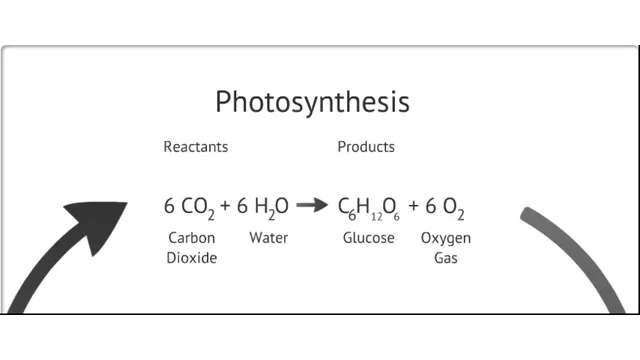 Photosynthesis
Reactants Products
6 CO₂ + 6 H₂O → C₆H₁₂O₆ + 6 O₂
Carbon Dioxide Water Glucose Oxygen Gas